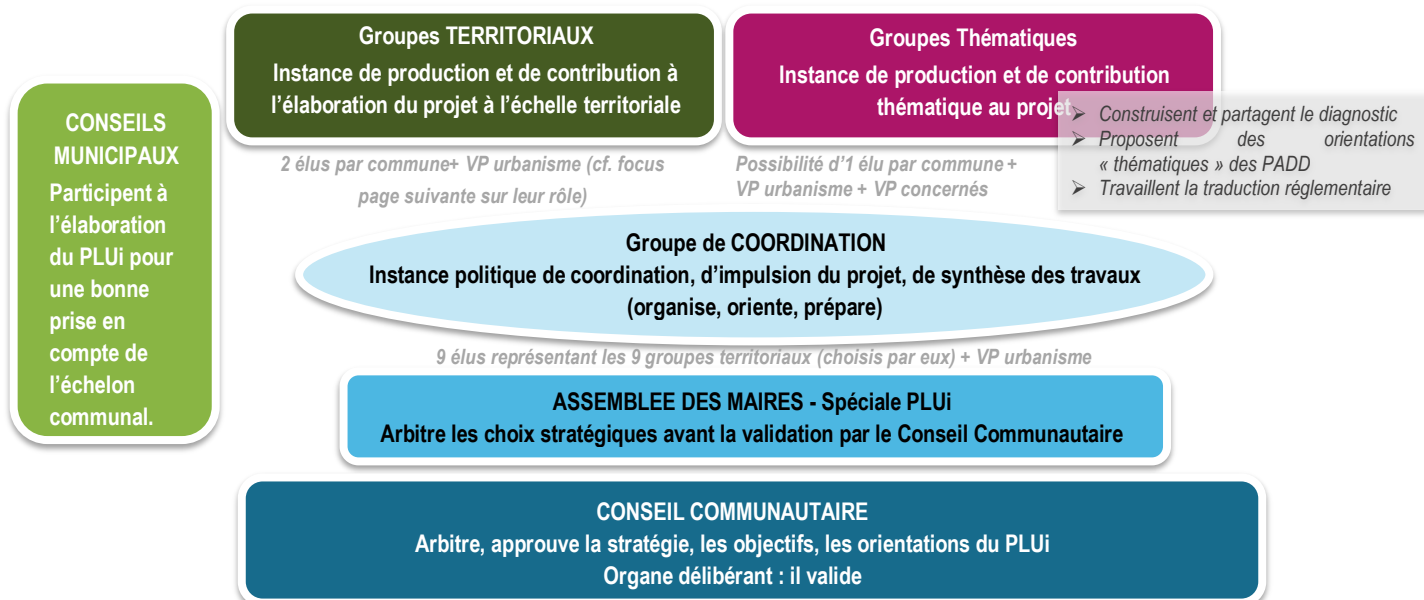 CONSEILS
MUNICIPAUX
Participent à
l’élaboration
du PLUi pour
une bonne
prise en
compte de
l’échelon
communal.
Groupes TERRITORIAUX
Instance de production et de contribution à
l’élaboration du projet à l’échelle territoriale
2 élus par commune+ VP urbanisme (cf. focus
page suivante sur leur rôle)
Groupes Thématiques
Instance de production et de contribution
thématique au projet
➢ Construisent et partagent le diagnostic
➢ Proposent des orientations
« thématiques » des PADD
➢ Travaillent la traduction réglementaire
Possibilité d’1 élu par commune +
VP urbanisme + VP concernés
Groupe de COORDINATION
Instance politique de coordination, d’impulsion du projet, de synthèse des travaux
(organise, oriente, prépare)
9 élus représentant les 9 groupes territoriaux (choisis par eux) + VP urbanisme
ASSEMBLEE DES MAIRES - Spéciale PLUi
Arbitre les choix stratégiques avant la validation par le Conseil Communautaire
CONSEIL COMMUNAUTAIRE
Arbitre, approuve la stratégie, les objectifs, les orientations du PLUi
Organe délibérant : il valide